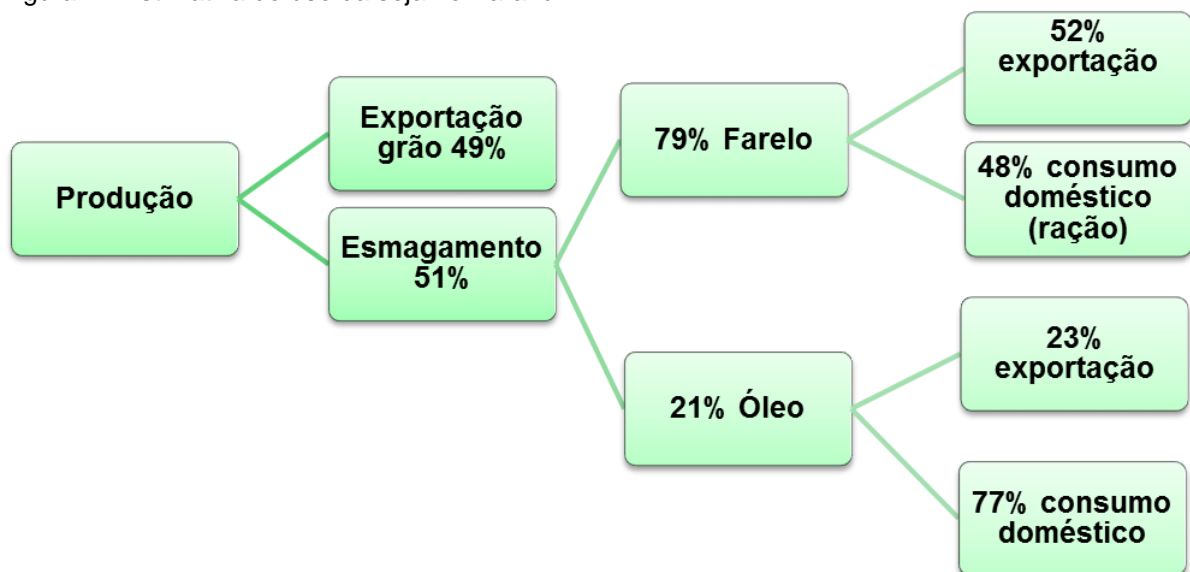 Produção
Exportação
grão 49%
Esmagamento
51%
79% Farelo
21% Óleo
52%
exportação
48% consumo
doméstico
(ração)
23%
exportação
77% consumo
doméstico